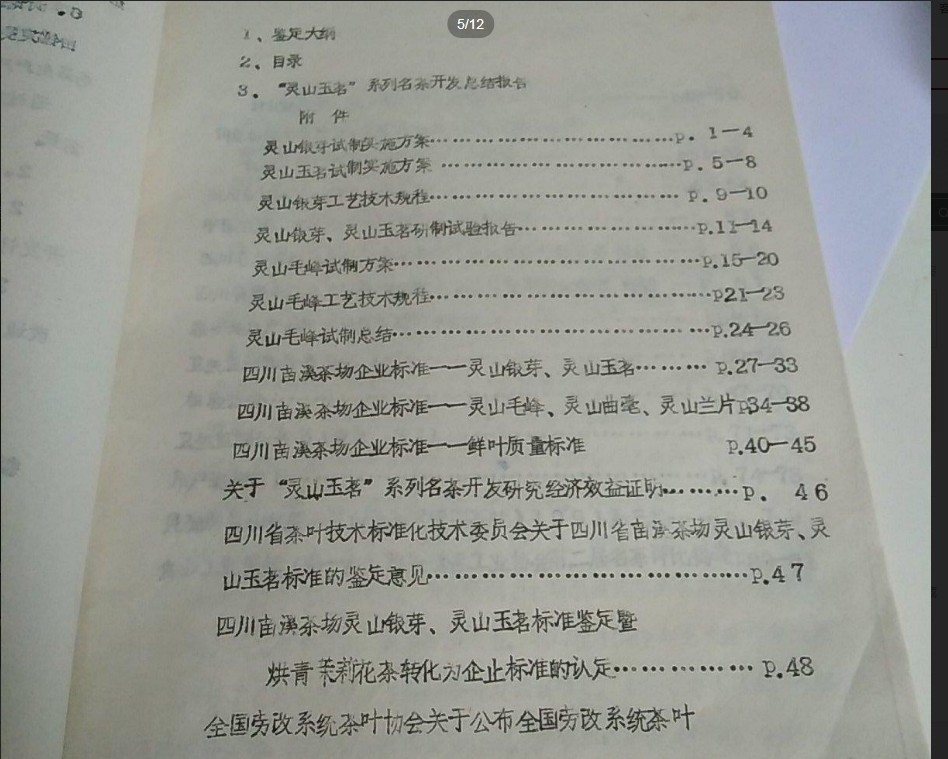 5/12
1、鉴定大纲
2、目录
3、“灵山玉茗”系列名茶开发总结报告
附 件
灵山银芽试制实施方案…………………………p. 1—4
灵山玉茗试制实施方案…………………………p. 5—8
灵山银芽工艺技术规程…………………………p. 9—10
灵山银芽、灵山玉茗研制试验报告…………………p.11—14
灵山毛峰试制方案………………………………p.15—20
灵山毛峰工艺技术规程……………………………p21—23
灵山毛峰试制总结………………………………p.24—26
四川苗溪茶场企业标准——灵山银芽、灵山玉茗……… p.27—33
四川苗溪茶场企业标准——灵山毛峰、灵山曲毫、灵山兰片p34—38
四川苗溪茶场企业标准——鲜叶质量标准 p.40—45
关于“灵山玉茗”系列名茶开发研究经济效益证明………p. 46
四川省茶叶技术标准化技术委员会关于四川省苗溪茶场灵山银芽、灵
山玉茗标准的鉴定意见…………………………………p.47
四川苗溪茶场灵山银芽、灵山玉茗标准鉴定暨
烘青茉莉花茶转化为企业标准的认定……………… p.48
全国劳改系统茶叶协会关于公布全国劳改系统茶叶